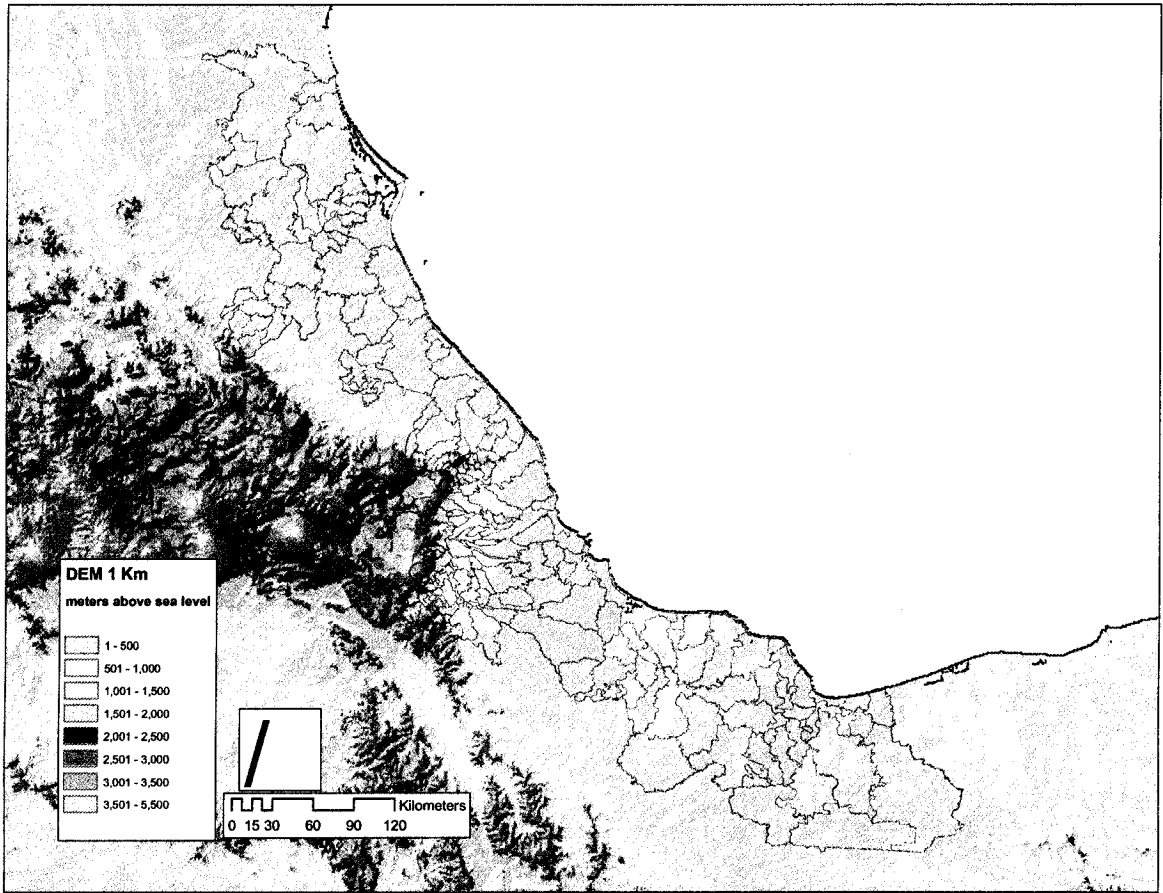 DEM 1 Km
meters above sea level
1 - 500
501 - 1,000
1,001 - 1,500
1,501 - 2,000
2,001 - 2,500
2,501 - 3,000
3,001 - 3,500
3,501 - 5,500
Kilometers
0 15 30 60 90 120